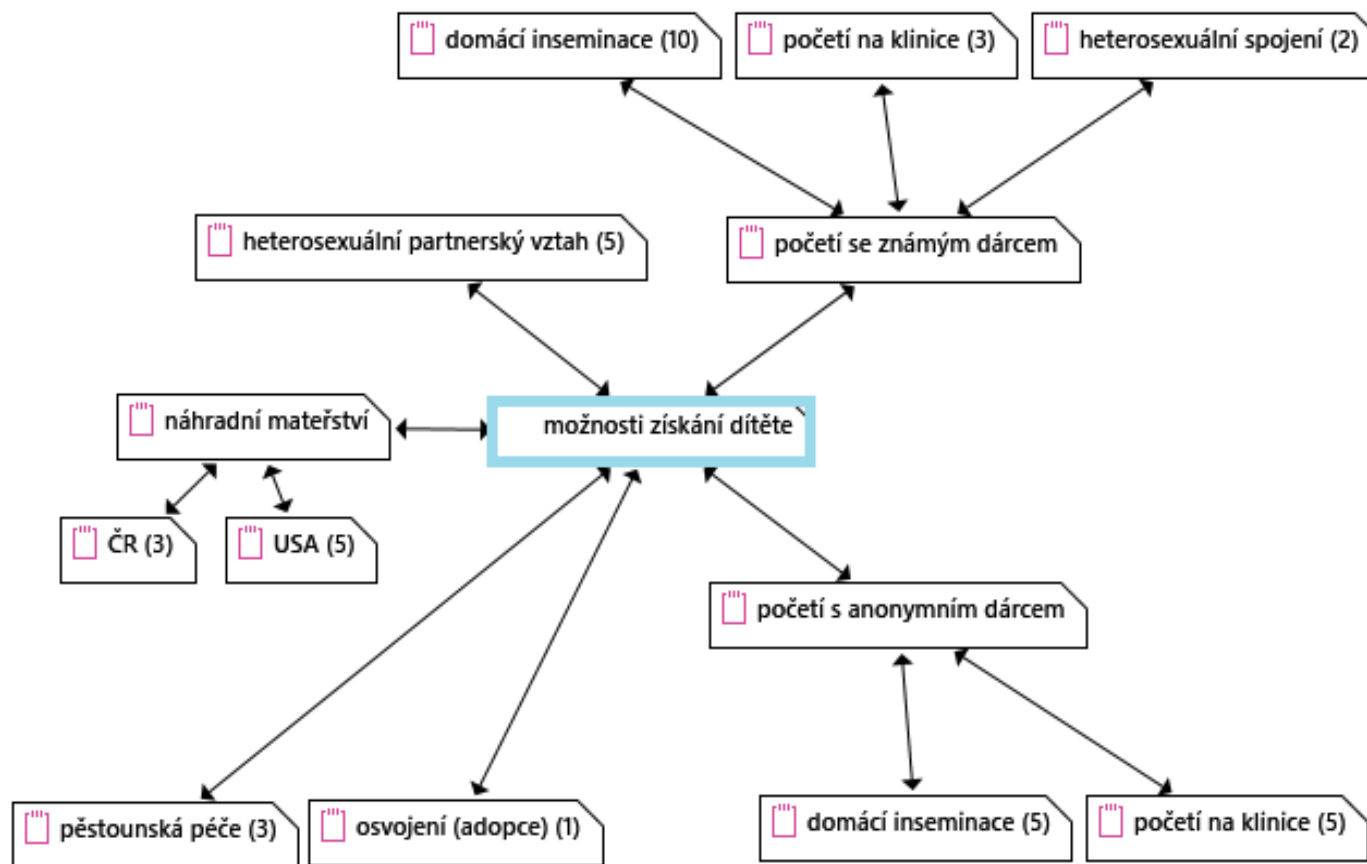 domácí inseminace (10)
početí na klinice (3)
heterosexuální spojení (2)
heterosexuální partnerský vztah (5)
početí se známým dárcem
náhradní mateřství
možnosti získání dítěte
ČR (3)
USA (5)
početí s anonymním dárcem
pěstounská péče (3)
osvojení (adopce) (1)
domácí inseminace (5)
početí na klinice (5)